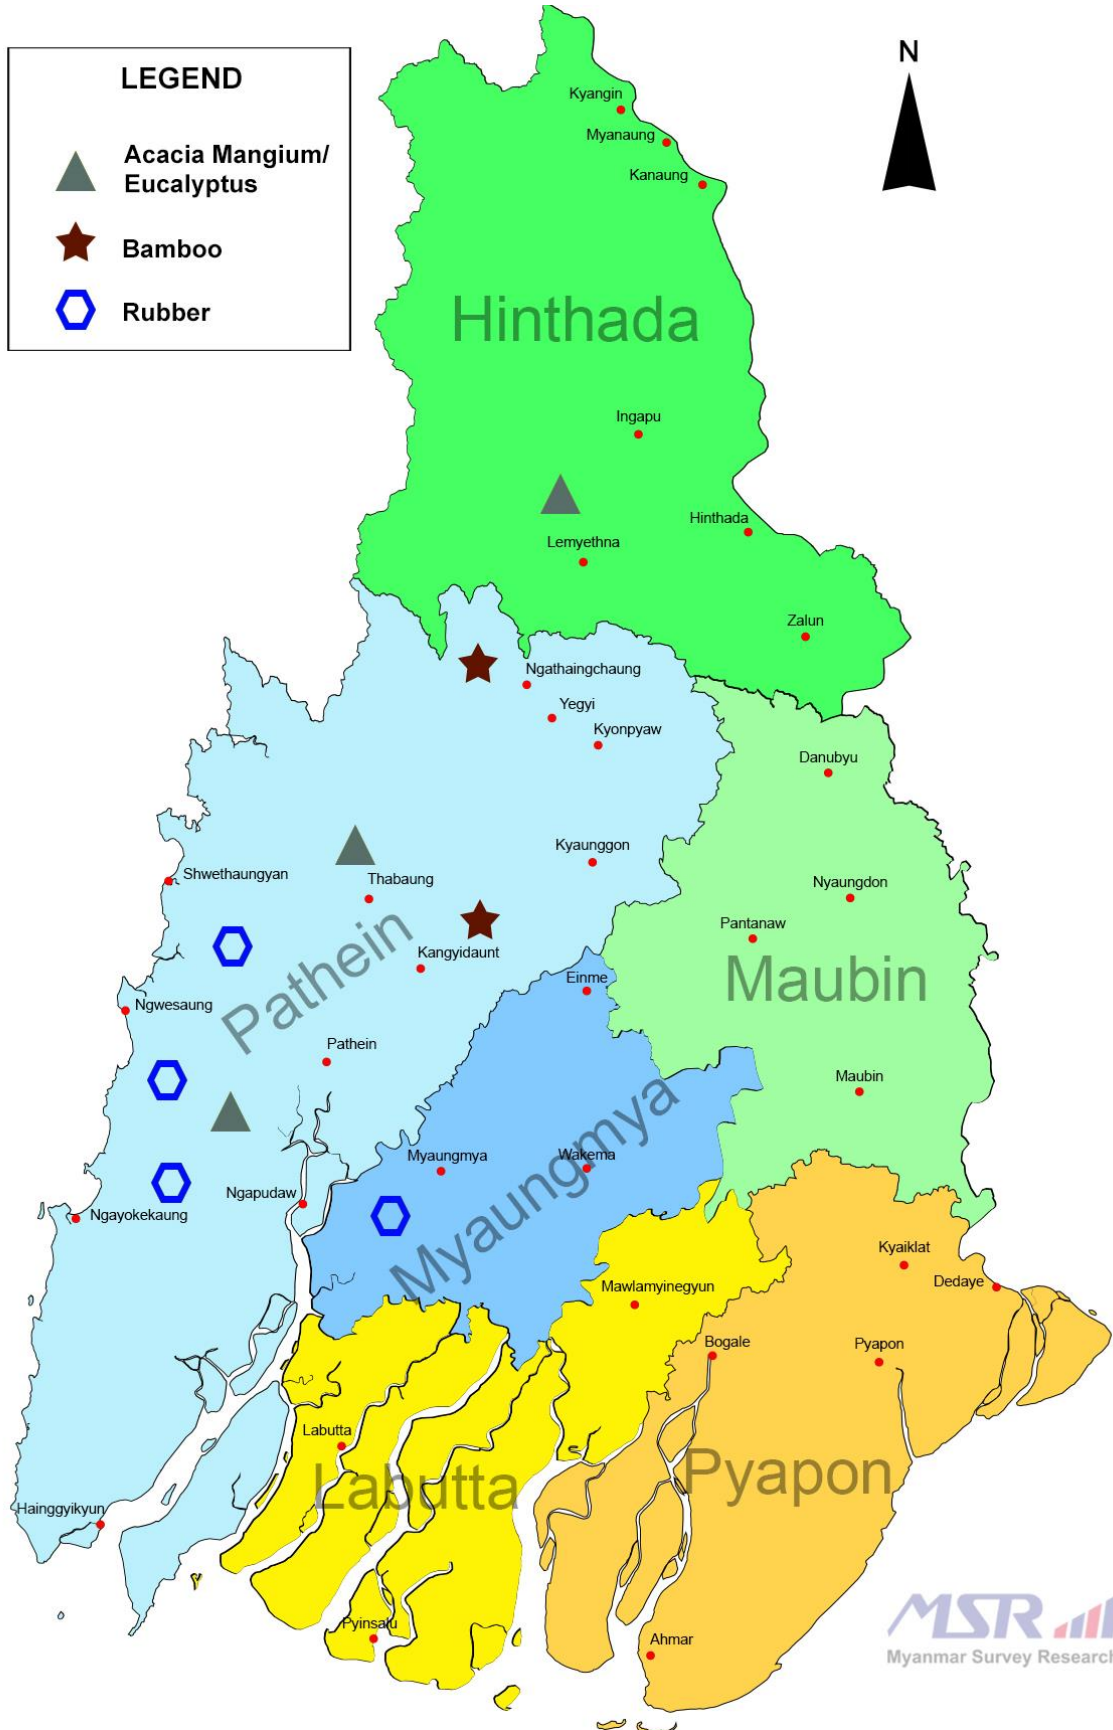 LEGEND
Acacia Mangium/
Eucalyptus
Bamboo
Rubber
N
Kyangin
Myanaung
Kanaung
Hinthada
Ingapu
Hinthada
Lemyethna
Zalun
Ngathaingchaung
Yegyi
Kyonpyaw
Danubyu
Kyaunggon
Shwethaungyan
Thabaung
Nyaungdon
Pantanaw
Pathein
Kangyidaunt
Maubin
Einme
Ngwesaung
Pathein
Maubin
Myaungmya
Wakema
Myaungmya
Ngapudaw
Ngayokekaung
Kyaiklat
Dedaye
Mawlamyinegyun
Bogale
Pyapon
Labutta
Labutta
Pyapon
Hainggyikyun
Pyinsalu
Ahmar
MSR
Myanmar Survey Research